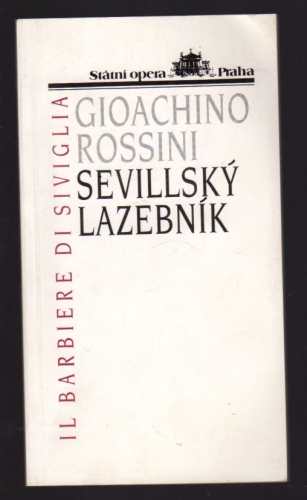 Státní opera Praha
GIOACHINO
ROSSINI
SEVILLSKÝ
LAZEBNÍK
IL BARBIERE DI SIVIGLIA